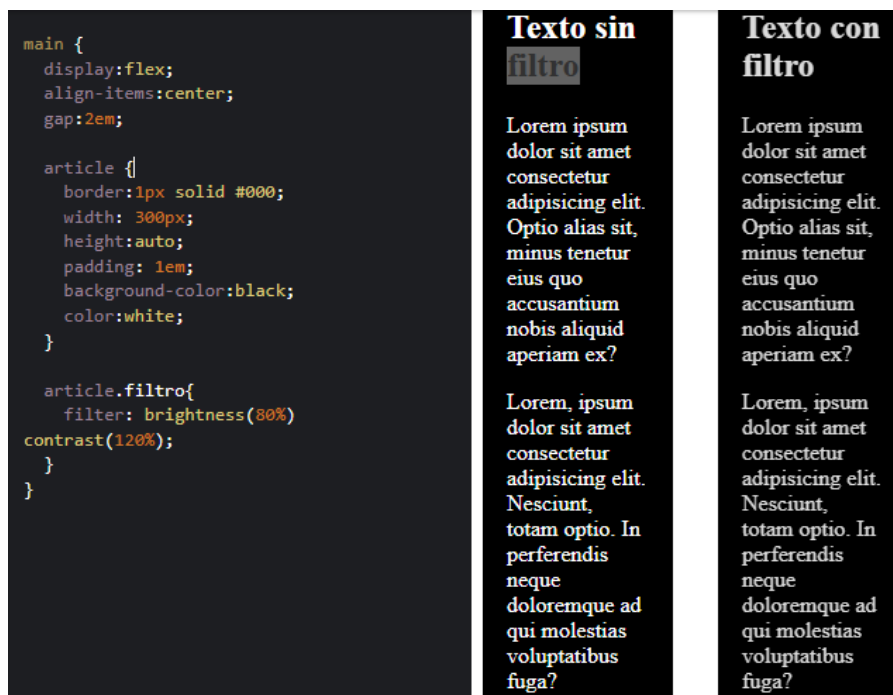 main {
display:flex;
align-items:center;
gap:2em;
article {
border:1px solid #000;
width: 300px;
height:auto;
padding: 1em;
background-color:black;
color:white;
}
article.filtro{
filter: brightness(80%)
contrast(120%);
}
}
Texto sin
filtro
Lorem ipsum
dolor sit amet
consectetur
adipisicing elit.
Optio alias sit,
minus tenetur
eius quo
accusantium
nobis aliquid
aperiam ex?
Lorem, ipsum
dolor sit amet
consectetur
adipisicing elit.
Nesciunt,
totam optio. In
perferendis
neque
doloremque ad
qui molestias
voluptatibus
fuga?
Texto con
filtro
Lorem ipsum
dolor sit amet
consectetur
adipisicing elit.
Optio alias sit,
minus tenetur
eius quo
accusantium
nobis aliquid
aperiam ex?
Lorem, ipsum
dolor sit amet
consectetur
adipisicing elit.
Nesciunt,
totam optio. In
perferendis
neque
doloremque ad
qui molestias
voluptatibus
fuga?